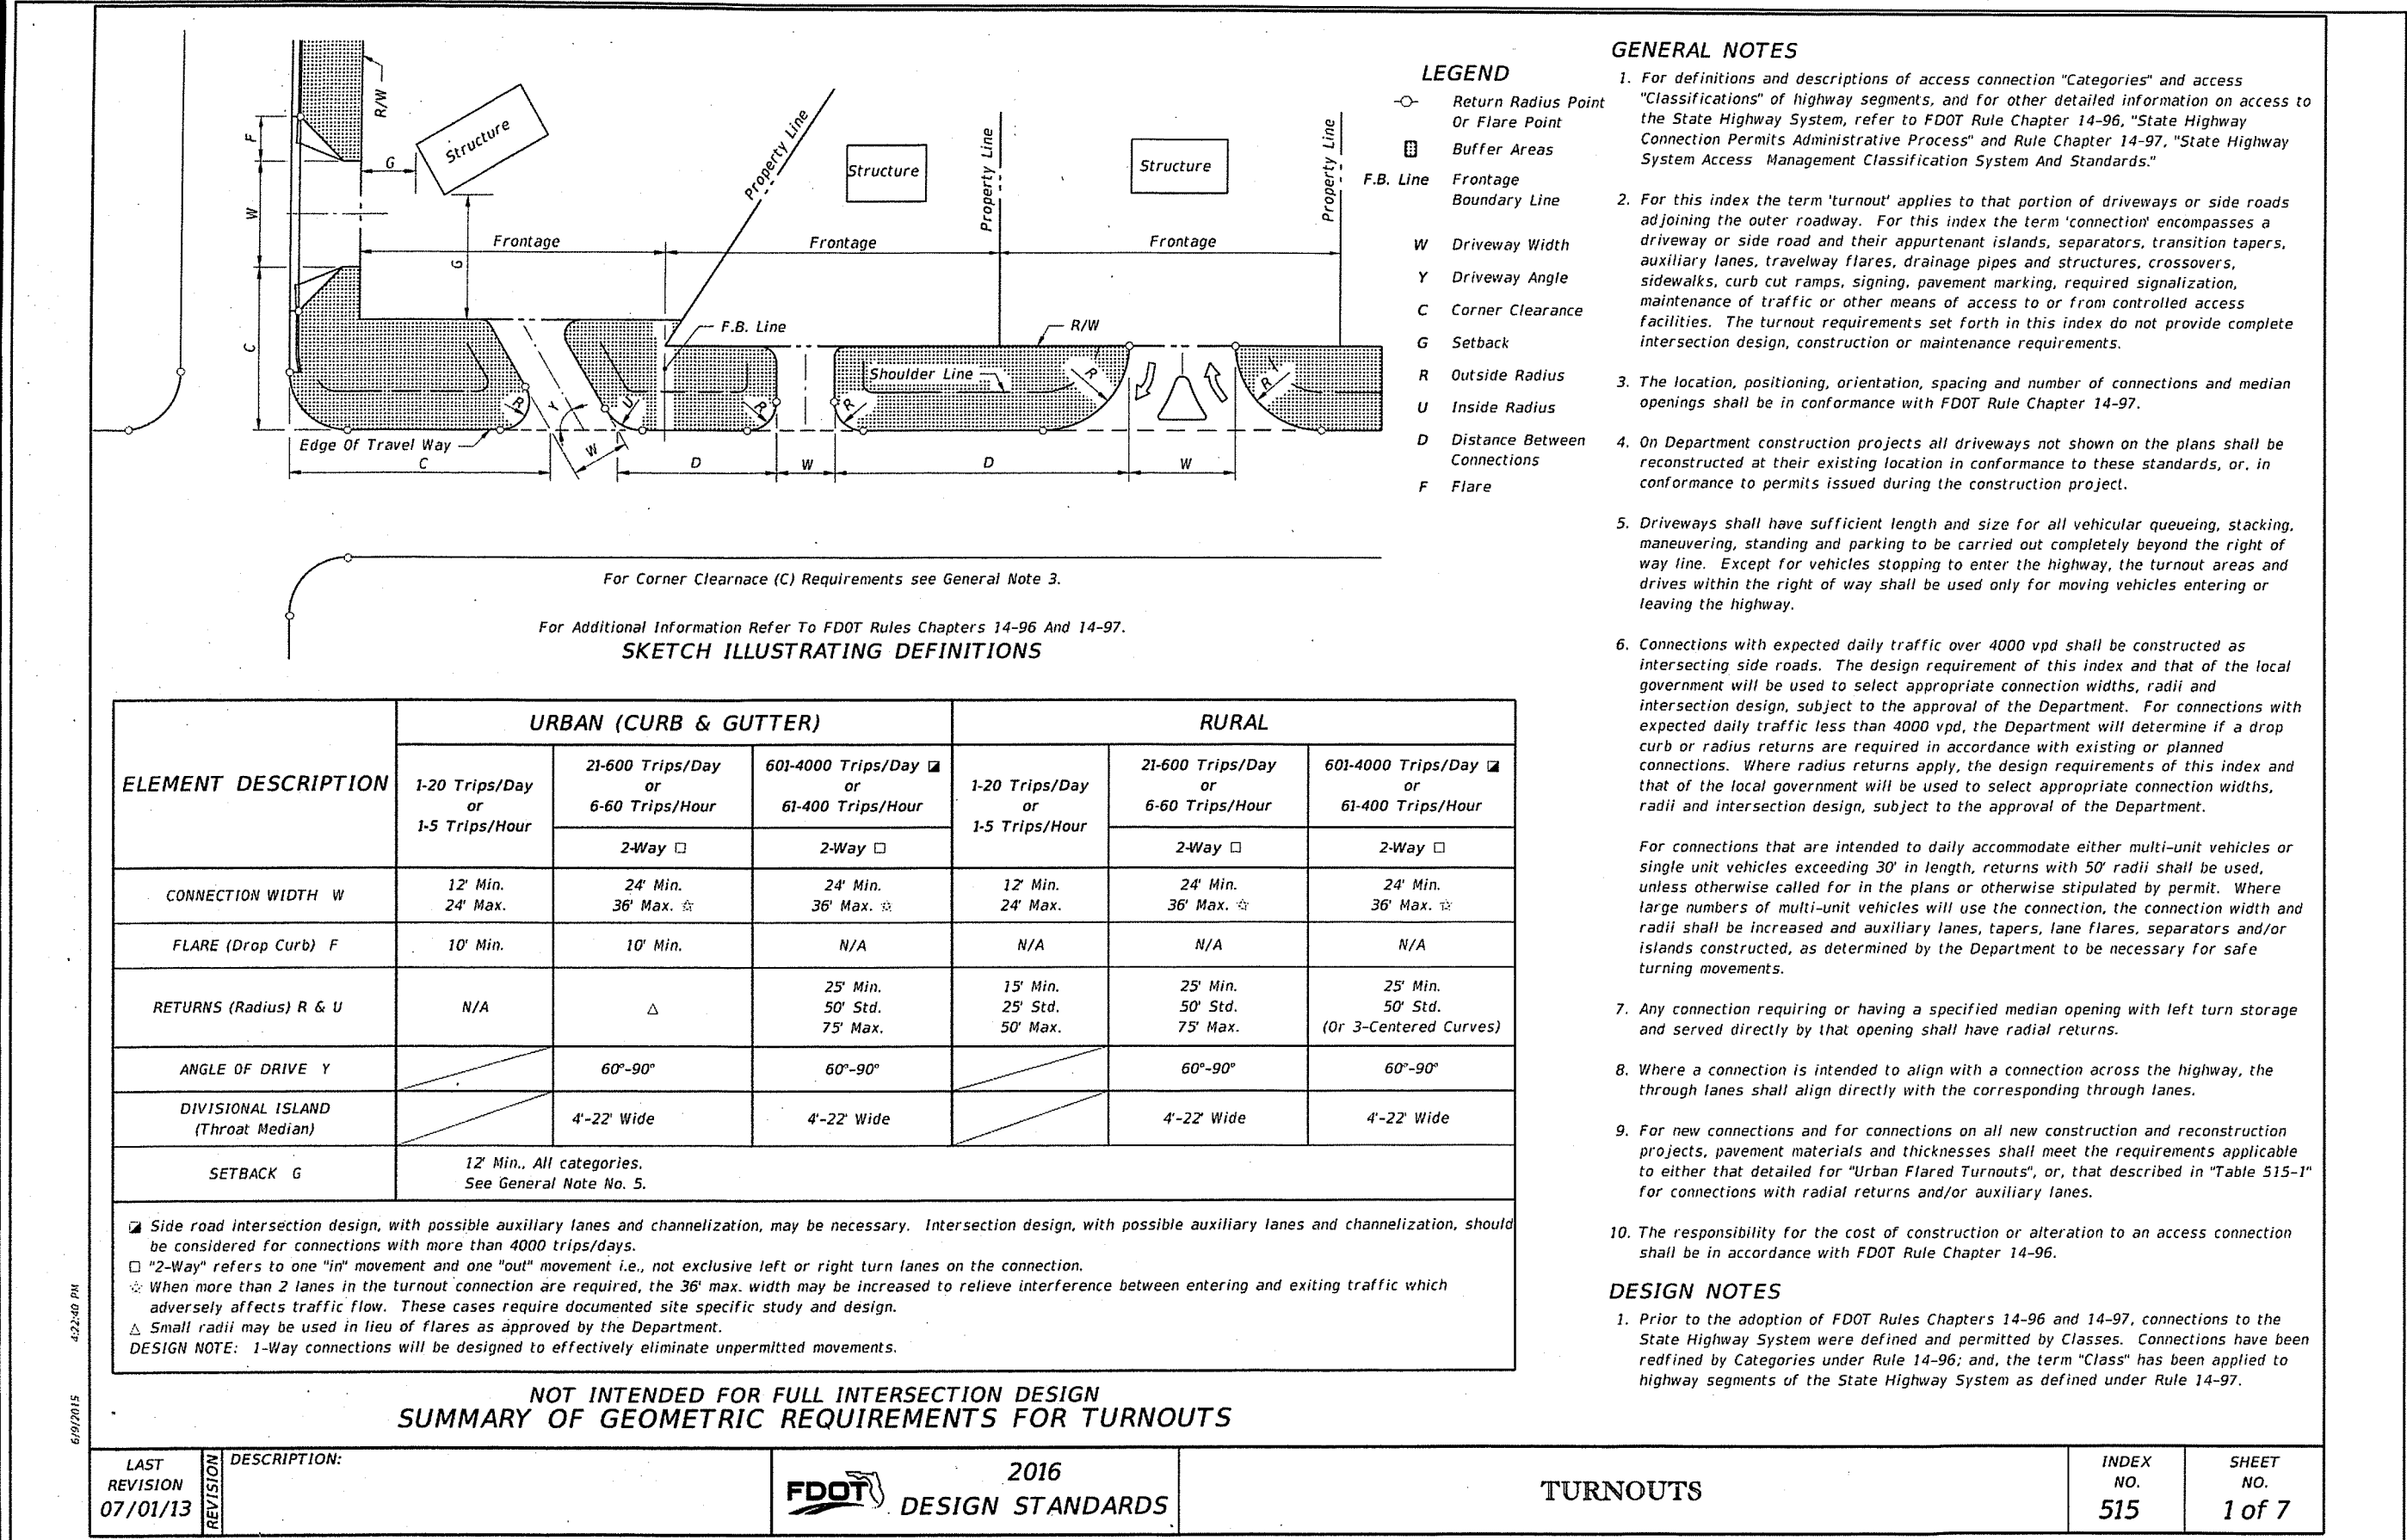 R/W
Structure
Property Line
Structure
Property Line
Structure
Property Line
F
G
W
G
C
Frontage
Frontage
Frontage
F.B. Line
R/W
Shoulder Line
R
Y
U
R
R
R
R
W
Edge Of Travel Way
C
D
W
D
W
For Corner Clearnace (C) Requirements see General Note 3.
For Additional Information Refer To FDOT Rules Chapters 14-96 And 14-97.
SKETCH ILLUSTRATING DEFINITIONS
LEGEND
Return Radius Point
Or Flare Point
Buffer Areas
F.B. Line Frontage
Boundary Line
W Driveway Width
Y Driveway Angle
C Corner Clearance
G Setback
R Outside Radius
U Inside Radius
D Distance Between
Connections
F Flare
ELEMENT DESCRIPTION
URBAN (CURB & GUTTER)
RURAL
1-20 Trips/Day
or
1-5 Trips/Hour
21-600 Trips/Day
or
6-60 Trips/Hour
2-Way □
601-4000 Trips/Day ◪
or
61-400 Trips/Hour
2-Way □
1-20 Trips/Day
or
1-5 Trips/Hour
21-600 Trips/Day
or
6-60 Trips/Hour
2-Way □
601-4000 Trips/Day ◪
or
61-400 Trips/Hour
2-Way □
CONNECTION WIDTH W
12' Min.
24' Max.
24' Min.
36' Max. ☆
24' Min.
36' Max. ☆
12' Min.
24' Max.
24' Min.
36' Max. ☆
24' Min.
36' Max. ☆
FLARE (Drop Curb) F
10' Min.
10' Min.
N/A
N/A
N/A
N/A
RETURNS (Radius) R & U
N/A
△
25' Min.
50' Std.
75' Max.
15' Min.
25' Std.
50' Max.
25' Min.
50' Std.
75' Max.
25' Min.
50' Std.
(Or 3-Centered Curves)
ANGLE OF DRIVE Y
60°-90°
60°-90°
60°-90°
60°-90°
DIVISIONAL ISLAND
(Throat Median)
4'-22' Wide
4'-22' Wide
4'-22' Wide
4'-22' Wide
SETBACK G
12' Min., All categories.
See General Note No. 5.
◪ Side road intersection design, with possible auxiliary lanes and channelization, may be necessary. Intersection design, with possible auxiliary lanes and channelization, should
be considered for connections with more than 4000 trips/days.
□ "2-Way" refers to one "in" movement and one "out" movement i.e., not exclusive left or right turn lanes on the connection.
☆ When more than 2 lanes in the turnout connection are required, the 36' max. width may be increased to relieve interference between entering and exiting traffic which
adversely affects traffic flow. These cases require documented site specific study and design.
△ Small radii may be used in lieu of flares as approved by the Department.
DESIGN NOTE: 1-Way connections will be designed to effectively eliminate unpermitted movements.
NOT INTENDED FOR FULL INTERSECTION DESIGN
SUMMARY OF GEOMETRIC REQUIREMENTS FOR TURNOUTS
GENERAL NOTES
1. For definitions and descriptions of access connection "Categories" and access
"Classifications" of highway segments, and for other detailed information on access to
the State Highway System, refer to FDOT Rule Chapter 14-96, "State Highway
Connection Permits Administrative Process" and Rule Chapter 14-97, "State Highway
System Access Management Classification System And Standards."
2. For this index the term 'turnout' applies to that portion of driveways or side roads
adjoining the outer roadway. For this index the term 'connection' encompasses a
driveway or side road and their appurtenant islands, separators, transition tapers,
auxiliary lanes, travelway flares, drainage pipes and structures, crossovers,
sidewalks, curb cut ramps, signing, pavement marking, required signalization,
maintenance of traffic or other means of access to or from controlled access
facilities. The turnout requirements set forth in this index do not provide complete
intersection design, construction or maintenance requirements.
3. The location, positioning, orientation, spacing and number of connections and median
openings shall be in conformance with FDOT Rule Chapter 14-97.
4. On Department construction projects all driveways not shown on the plans shall be
reconstructed at their existing location in conformance to these standards, or, in
conformance to permits issued during the construction project.
5. Driveways shall have sufficient length and size for all vehicular queueing, stacking,
maneuvering, standing and parking to be carried out completely beyond the right of
way line. Except for vehicles stopping to enter the highway, the turnout areas and
drives within the right of way shall be used only for moving vehicles entering or
leaving the highway.
6. Connections with expected daily traffic over 4000 vpd shall be constructed as
intersecting side roads. The design requirement of this index and that of the local
government will be used to select appropriate connection widths, radii and
intersection design, subject to the approval of the Department. For connections with
expected daily traffic less than 4000 vpd, the Department will determine if a drop
curb or radius returns are required in accordance with existing or planned
connections. Where radius returns apply, the design requirements of this index and
that of the local government will be used to select appropriate connection widths,
radii and intersection design, subject to the approval of the Department.
For connections that are intended to daily accommodate either multi-unit vehicles or
single unit vehicles exceeding 30' in length, returns with 50' radii shall be used,
unless otherwise called for in the plans or otherwise stipulated by permit. Where
large numbers of multi-unit vehicles will use the connection, the connection width and
radii shall be increased and auxiliary lanes, tapers, lane flares, separators and/or
islands constructed, as determined by the Department to be necessary for safe
turning movements.
7. Any connection requiring or having a specified median opening with left turn storage
and served directly by that opening shall have radial returns.
8. Where a connection is intended to align with a connection across the highway, the
through lanes shall align directly with the corresponding through lanes.
9. For new connections and for connections on all new construction and reconstruction
projects, pavement materials and thicknesses shall meet the requirements applicable
to either that detailed for "Urban Flared Turnouts", or, that described in "Table 515-1"
for connections with radial returns and/or auxiliary lanes.
10. The responsibility for the cost of construction or alteration to an access connection
shall be in accordance with FDOT Rule Chapter 14-96.
DESIGN NOTES
1. Prior to the adoption of FDOT Rules Chapters 14-96 and 14-97, connections to the
State Highway System were defined and permitted by Classes. Connections have been
redfined by Categories under Rule 14-96; and, the term "Class" has been applied to
highway segments of the State Highway System as defined under Rule 14-97.
4:22:40 PM
6/9/2015
LAST
REVISION
07/01/13
REVISION
DESCRIPTION:
FDOT
2016
DESIGN STANDARDS
TURNOUTS
INDEX
NO.
515
SHEET
NO.
1 of 7